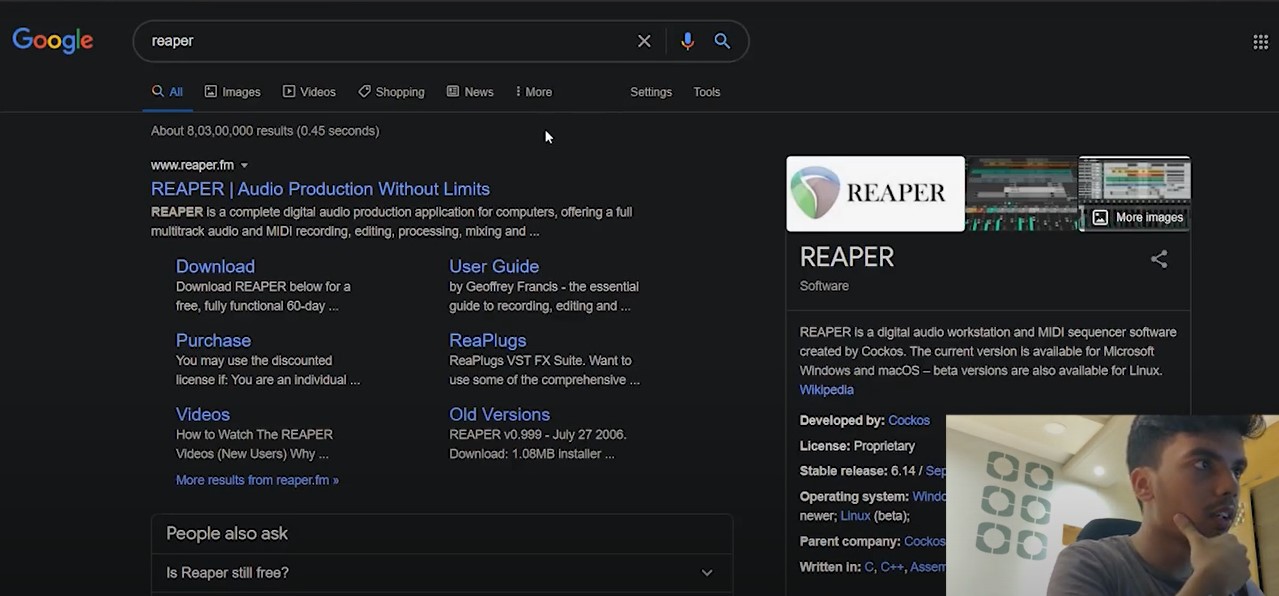 Google
reaper
All
Images
Videos
Shopping
News
More
Settings
Tools
About 8,03,00,000 results (0.45 seconds)
www.reaper.fm
REAPER | Audio Production Without Limits
REAPER is a complete digital audio production application for computers, offering a full
multitrack audio and MIDI recording, editing, processing, mixing and ...
Download
Download REAPER below for a
free, fully functional 60-day ...
User Guide
by Geoffrey Francis - the essential
guide to recording, editing and ...
Purchase
You may use the discounted
license if: You are an individual ...
ReaPlugs
ReaPlugs VST FX Suite. Want to
use some of the comprehensive ...
Videos
How to Watch The REAPER
Videos (New Users) Why ...
Old Versions
REAPER v0.999 - July 27 2006.
Download: 1.08MB installer ...
More results from reaper.fm »
People also ask
Is Reaper still free?
REAPER
More images
REAPER
Software
REAPER is a digital audio workstation and MIDI sequencer software
created by Cockos. The current version is available for Microsoft
Windows and macOS – beta versions are also available for Linux.
Wikipedia
Developed by: Cockos
License: Proprietary
Stable release: 6.14 / Sep
Operating system: Windo
newer; Linux (beta);
Parent company: Cockos
Written in: C, C++, Assem